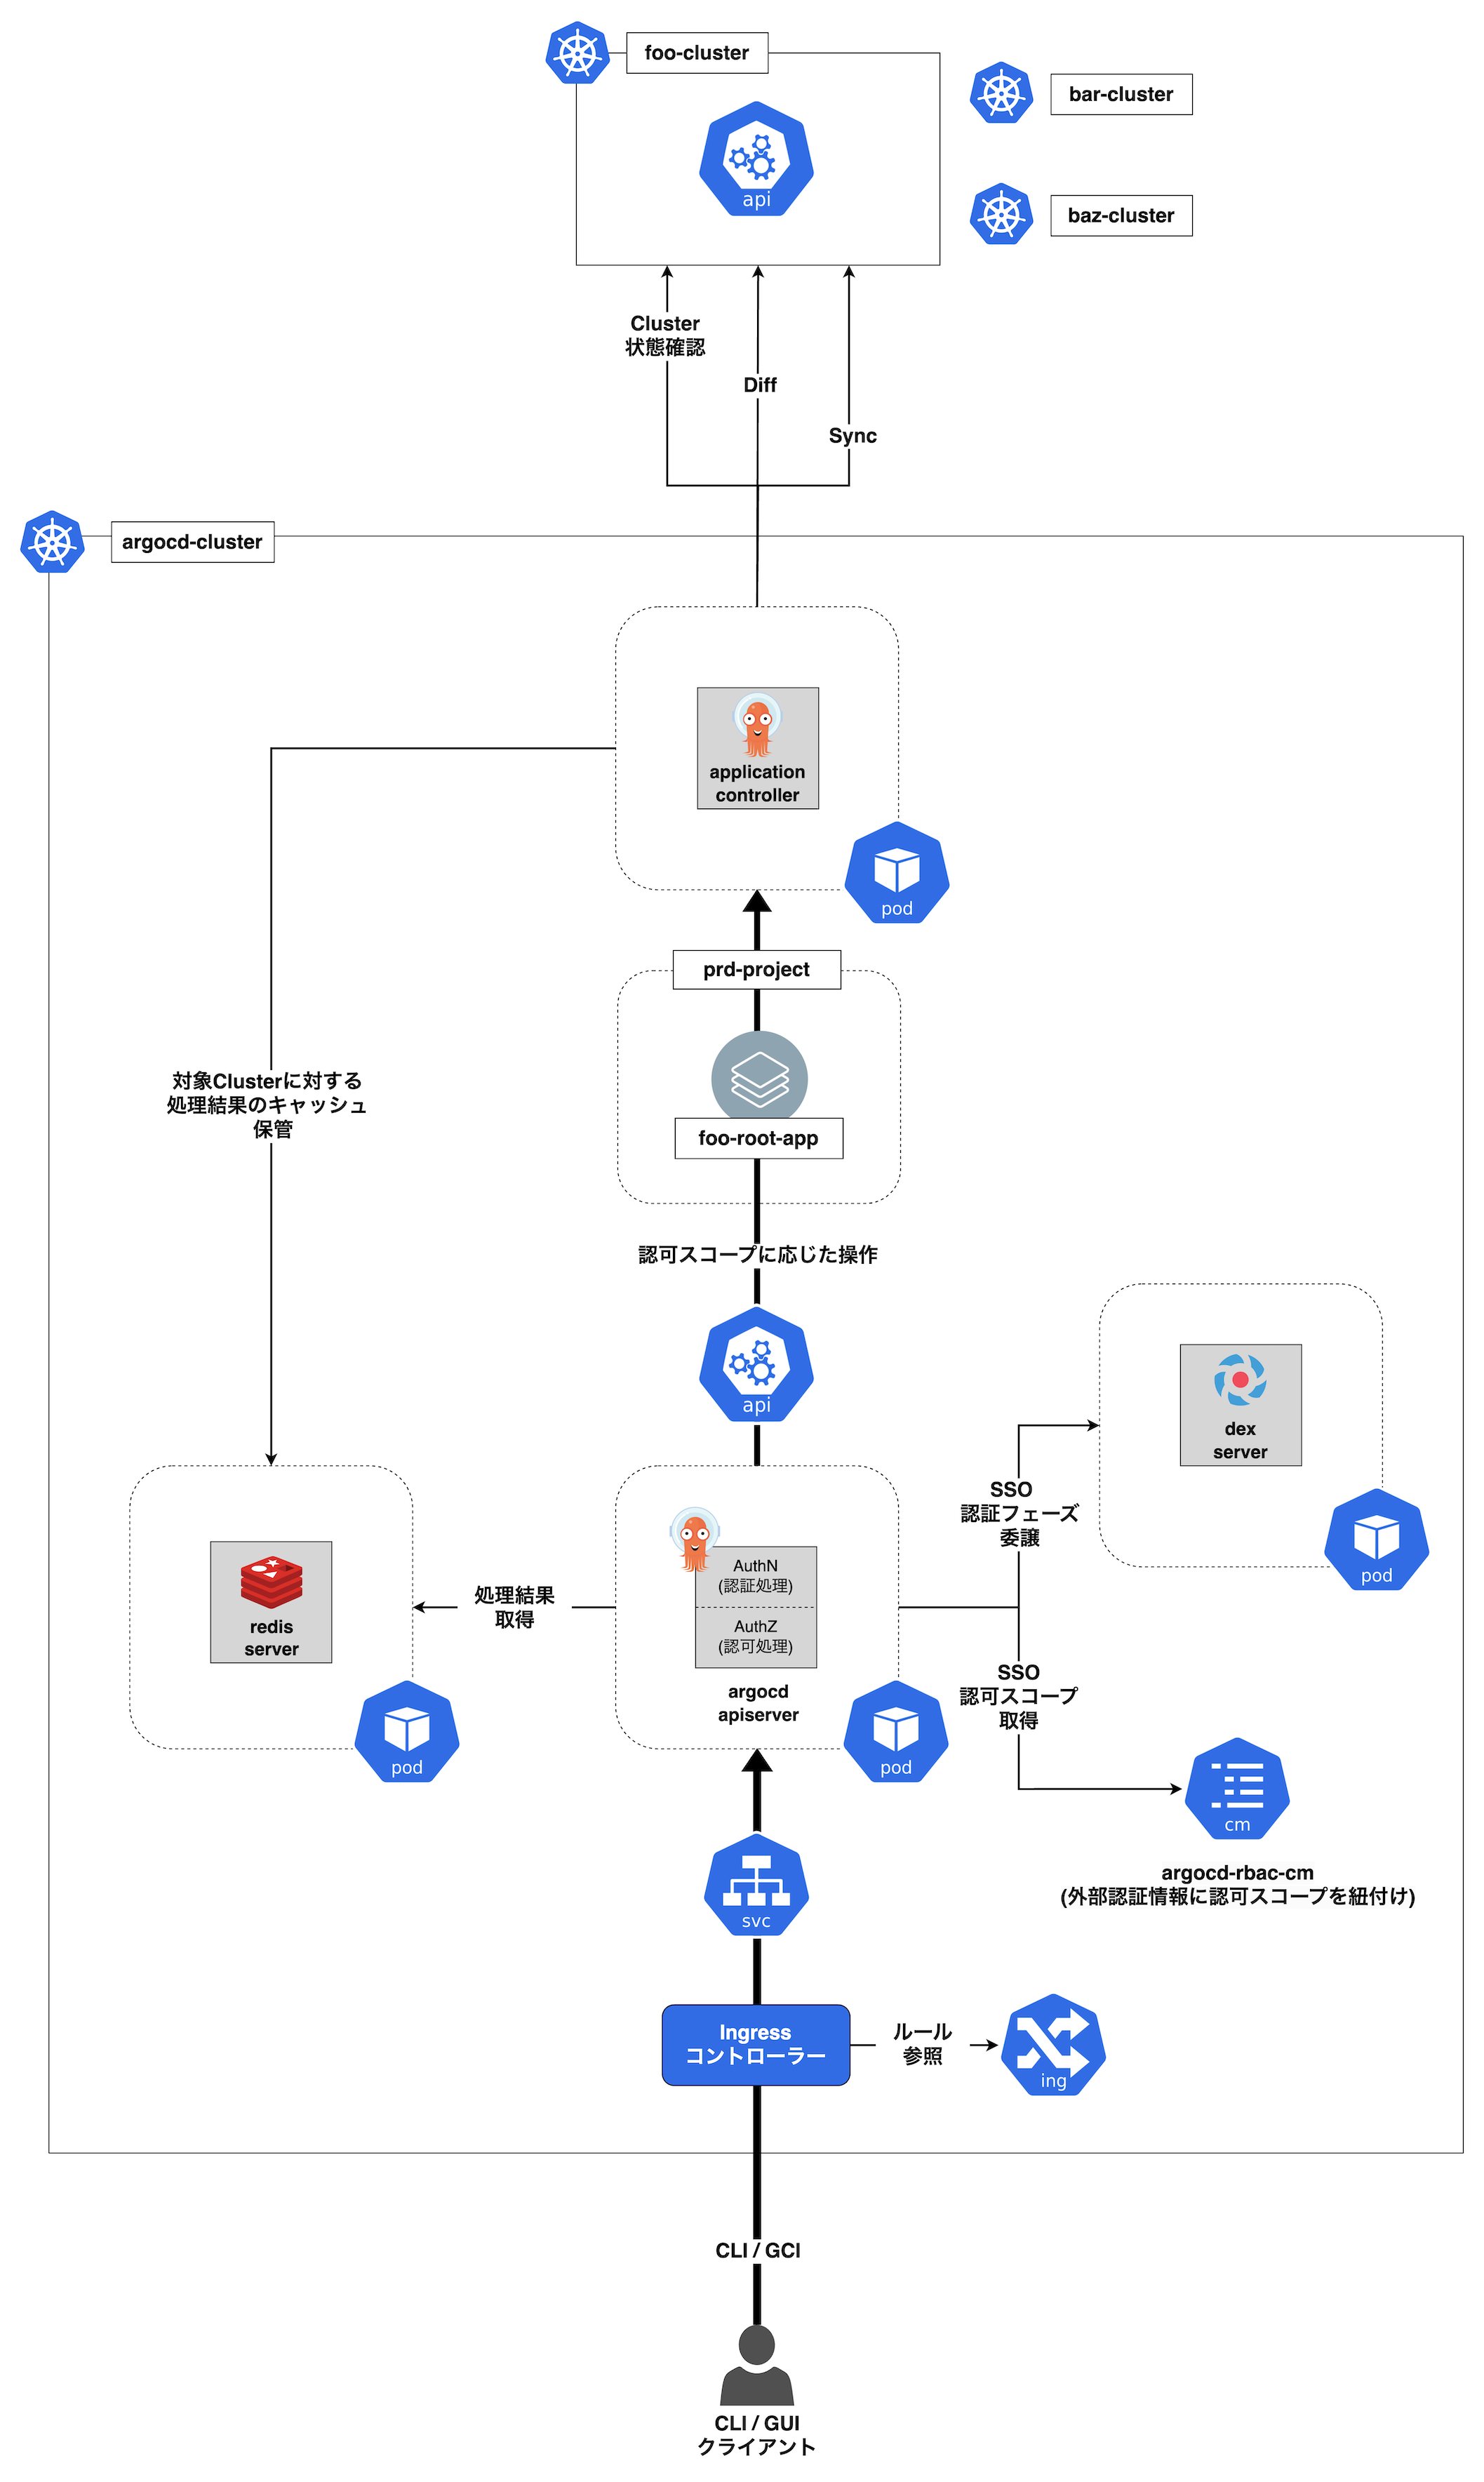 foo-cluster
bar-cluster
api
baz-cluster
Cluster
状態確認
Diff
Sync
argocd-cluster
application
controller
pod
prd-project
対象Clusterに対する
処理結果のキャッシュ
保管
foo-root-app
認可スコープに応じた操作
api
dex
server
pod
SSO
認証フェーズ
委譲
redis
server
pod
処理結果
取得
AuthN
(認証処理)
AuthZ
(認可処理)
argocd
apiserver
pod
SSO
認可スコープ
取得
cm
argocd-rbac-cm
(外部認証情報に認可スコープを紐付け)
svc
Ingress
コントローラー
ルール
参照
ing
CLI / GCI
CLI / GUI
クライアント